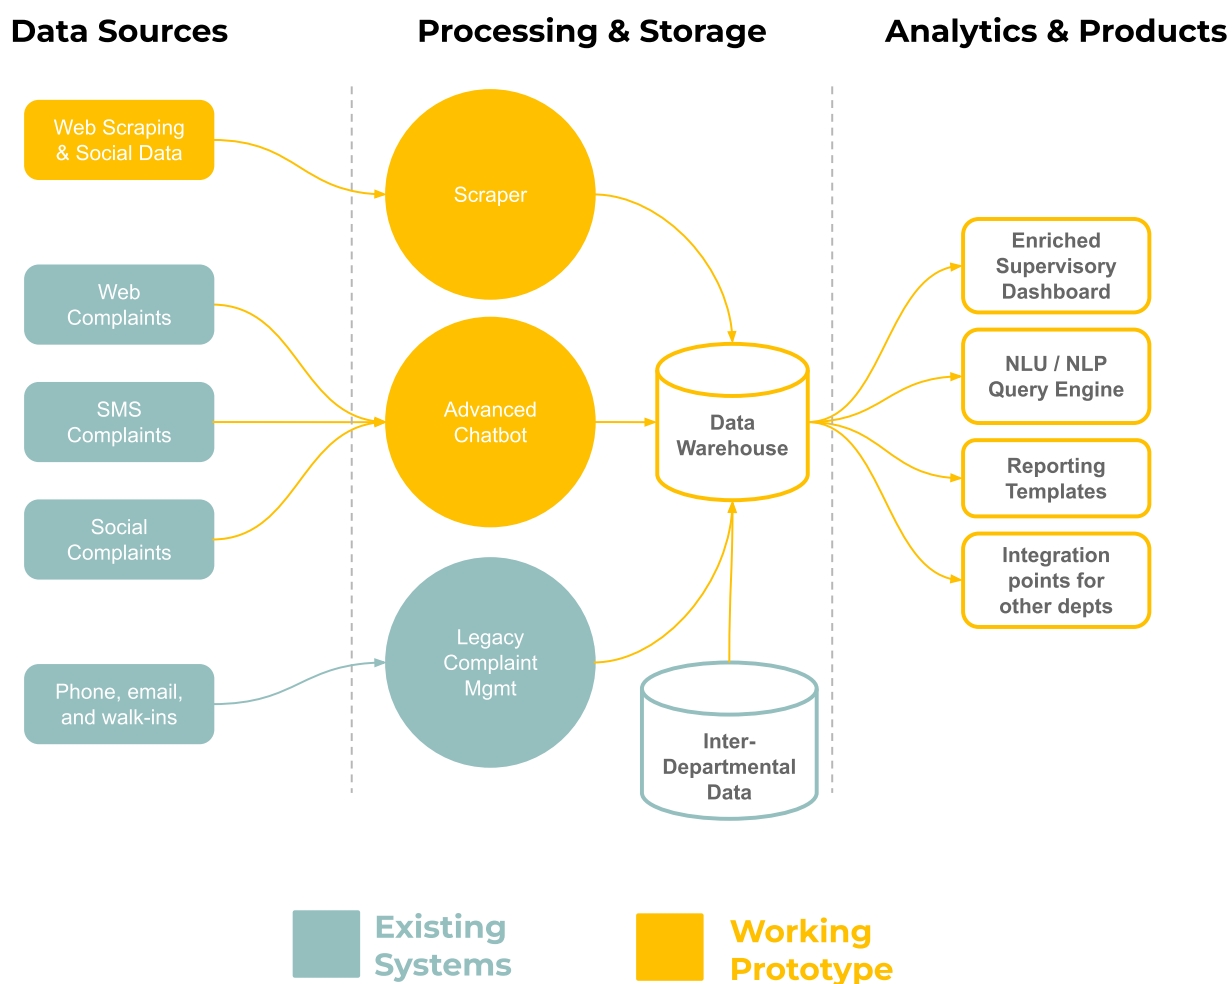 Data Sources
Processing & Storage
Analytics & Products
Web Scraping
& Social Data
Web
Complaints
SMS
Complaints
Social
Complaints
Phone, email,
and walk-ins
Scraper
Advanced
Chatbot
Legacy
Complaint
Mgmt
Data
Warehouse
Inter-
Departmental
Data
Enriched
Supervisory
Dashboard
NLU / NLP
Query Engine
Reporting
Templates
Integration
points for
other depts
Existing
Systems
Working
Prototype